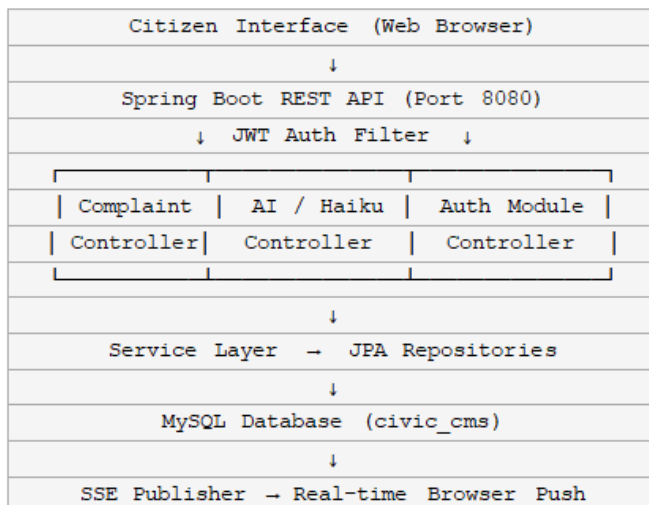 Citizen Interface (Web Browser)
↓
Spring Boot REST API (Port 8080)
↓ JWT Auth Filter ↓
┌──────────┬─────────────┬─────────────┐
│ Complaint │ AI / Haiku │ Auth Module │
│ Controller│ Controller │ Controller │
└──────────┴─────────────┴─────────────┘
↓
Service Layer → JPA Repositories
↓
MySQL Database (civic_cms)
↓
SSE Publisher → Real-time Browser Push